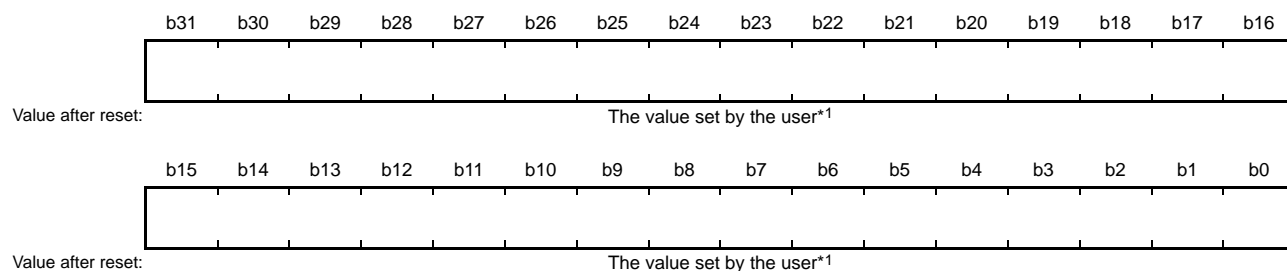 b31 b30 b29 b28 b27 b26 b25 b24 b23 b22 b21 b20 b19 b18 b17 b16
Value after reset: The value set by the user*1
b15 b14 b13 b12 b11 b10 b9 b8 b7 b6 b5 b4 b3 b2 b1 b0
Value after reset: The value set by the user*1